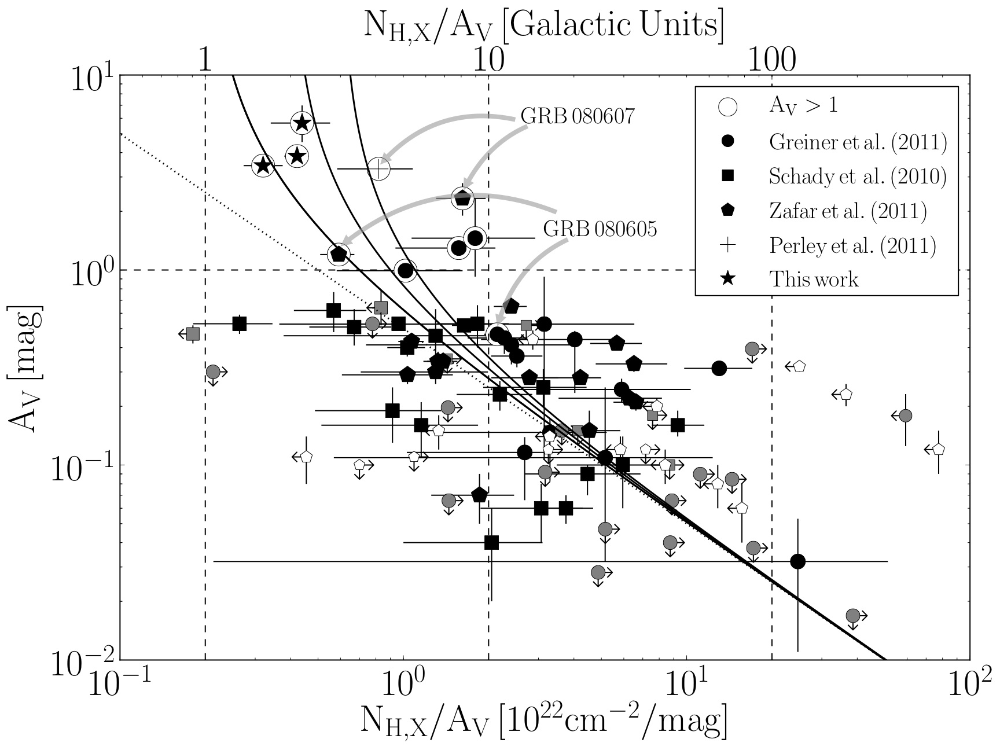 N_H,X/A_V [Galactic Units]
1 10 100
10^1
10^0
10^−1
10^−2
A_V [mag]
GRB 080607
GRB 080605
A_V > 1
Greiner et al. (2011)
Schady et al. (2010)
Zafar et al. (2011)
Perley et al. (2011)
This work
10^−1 10^0 10^1 10^2
N_H,X/A_V [10^22 cm^−2/mag]